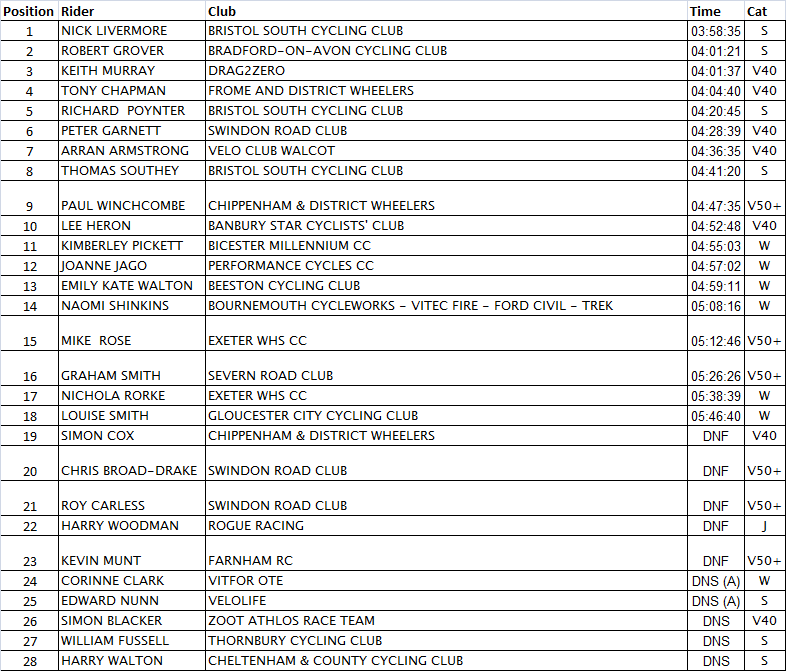 Position Rider Club Time Cat
1 NICK LIVERMORE BRISTOL SOUTH CYCLING CLUB 03:58:35 S
2 ROBERT GROVER BRADFORD-ON-AVON CYCLING CLUB 04:01:21 S
3 KEITH MURRAY DRAG2ZERO 04:01:37 V40
4 TONY CHAPMAN FROME AND DISTRICT WHEELERS 04:04:40 V40
5 RICHARD  POYNTER BRISTOL SOUTH CYCLING CLUB 04:20:45 S
6 PETER GARNETT SWINDON ROAD CLUB 04:28:39 V40
7 ARRAN ARMSTRONG VELO CLUB WALCOT 04:36:35 V40
8 THOMAS SOUTHEY BRISTOL SOUTH CYCLING CLUB 04:41:20 S
9 PAUL WINCHCOMBE CHIPPENHAM & DISTRICT WHEELERS 04:47:35 V50+
10 LEE HERON BANBURY STAR CYCLISTS' CLUB 04:52:48 V40
11 KIMBERLEY PICKETT BICESTER MILLENNIUM CC 04:55:03 W
12 JOANNE JAGO PERFORMANCE CYCLES CC 04:57:02 W
13 EMILY KATE WALTON BEESTON CYCLING CLUB 04:59:11 W
14 NAOMI SHINKINS BOURNEMOUTH CYCLEWORKS - VITEC FIRE - FORD CIVIL - TREK 05:08:16 W
15 MIKE  ROSE EXETER WHS CC 05:12:46 V50+
16 GRAHAM SMITH SEVERN ROAD CLUB 05:26:26 V50+
17 NICHOLA RORKE EXETER WHS CC 05:38:39 W
18 LOUISE SMITH GLOUCESTER CITY CYCLING CLUB 05:46:40 W
19 SIMON COX CHIPPENHAM & DISTRICT WHEELERS DNF V40
20 CHRIS BROAD-DRAKE SWINDON ROAD CLUB DNF V50+
21 ROY CARLESS SWINDON ROAD CLUB DNF V50+
22 HARRY WOODMAN ROGUE RACING DNF J
23 KEVIN MUNT FARNHAM RC DNF V50+
24 CORINNE CLARK VITFOR OTE DNS (A) W
25 EDWARD NUNN VELOLIFE DNS (A) S
26 SIMON BLACKER ZOOT ATHLOS RACE TEAM DNS V40
27 WILLIAM FUSSELL THORNBURY CYCLING CLUB DNS S
28 HARRY WALTON CHELTENHAM & COUNTY CYCLING CLUB DNS S